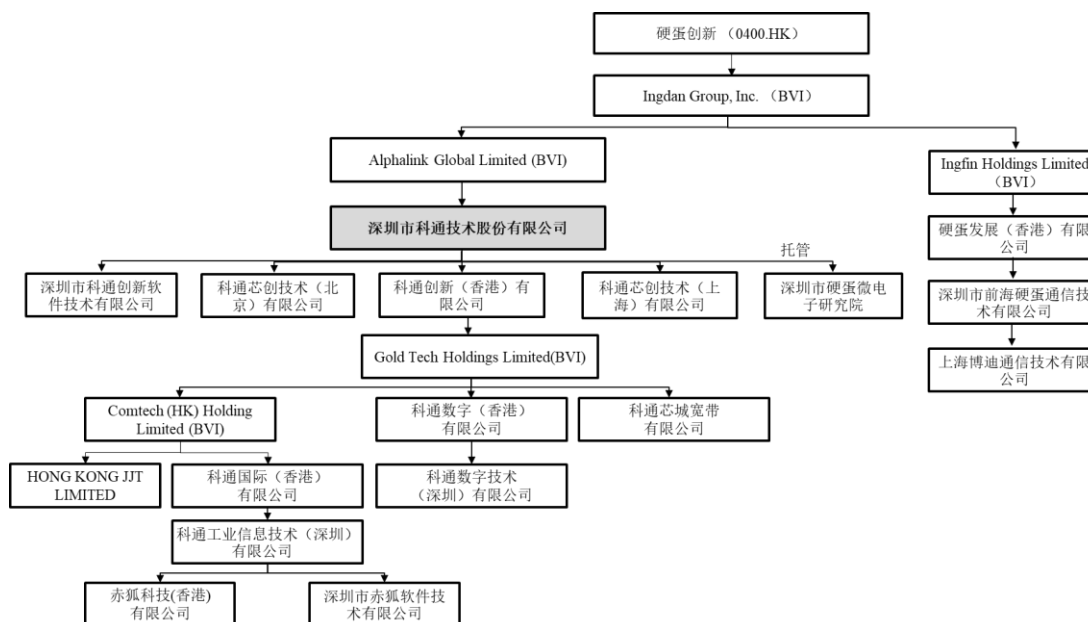 硬蛋创新 （0400.HK）
Ingdan Group, Inc. （BVI）
Alphalink Global Limited (BVI)
Ingfin Holdings Limited
（BVI）
深圳市科通技术股份有限公司
硬蛋发展（香港）有限
公司
托管
深圳市科通创新软
件技术有限公司
科通芯创技术（北
京）有限公司
科通创新（香港）有
限公司
科通芯创技术（上
海）有限公司
深圳市硬蛋微电
子研究院
深圳市前海硬蛋通信技
术有限公司
Gold Tech Holdings Limited(BVI)
上海博迪通信技术有限
公司
Comtech (HK) Holding
Limited (BVI)
科通数字（香港）
有限公司
科通芯城宽带
有限公司
HONG KONG JJT
LIMITED
科通国际（香港）
有限公司
科通数字技术
（深圳）有限公司
科通工业信息技术（深圳）
有限公司
赤狐科技(香港)
有限公司
深圳市赤狐软件技
术有限公司